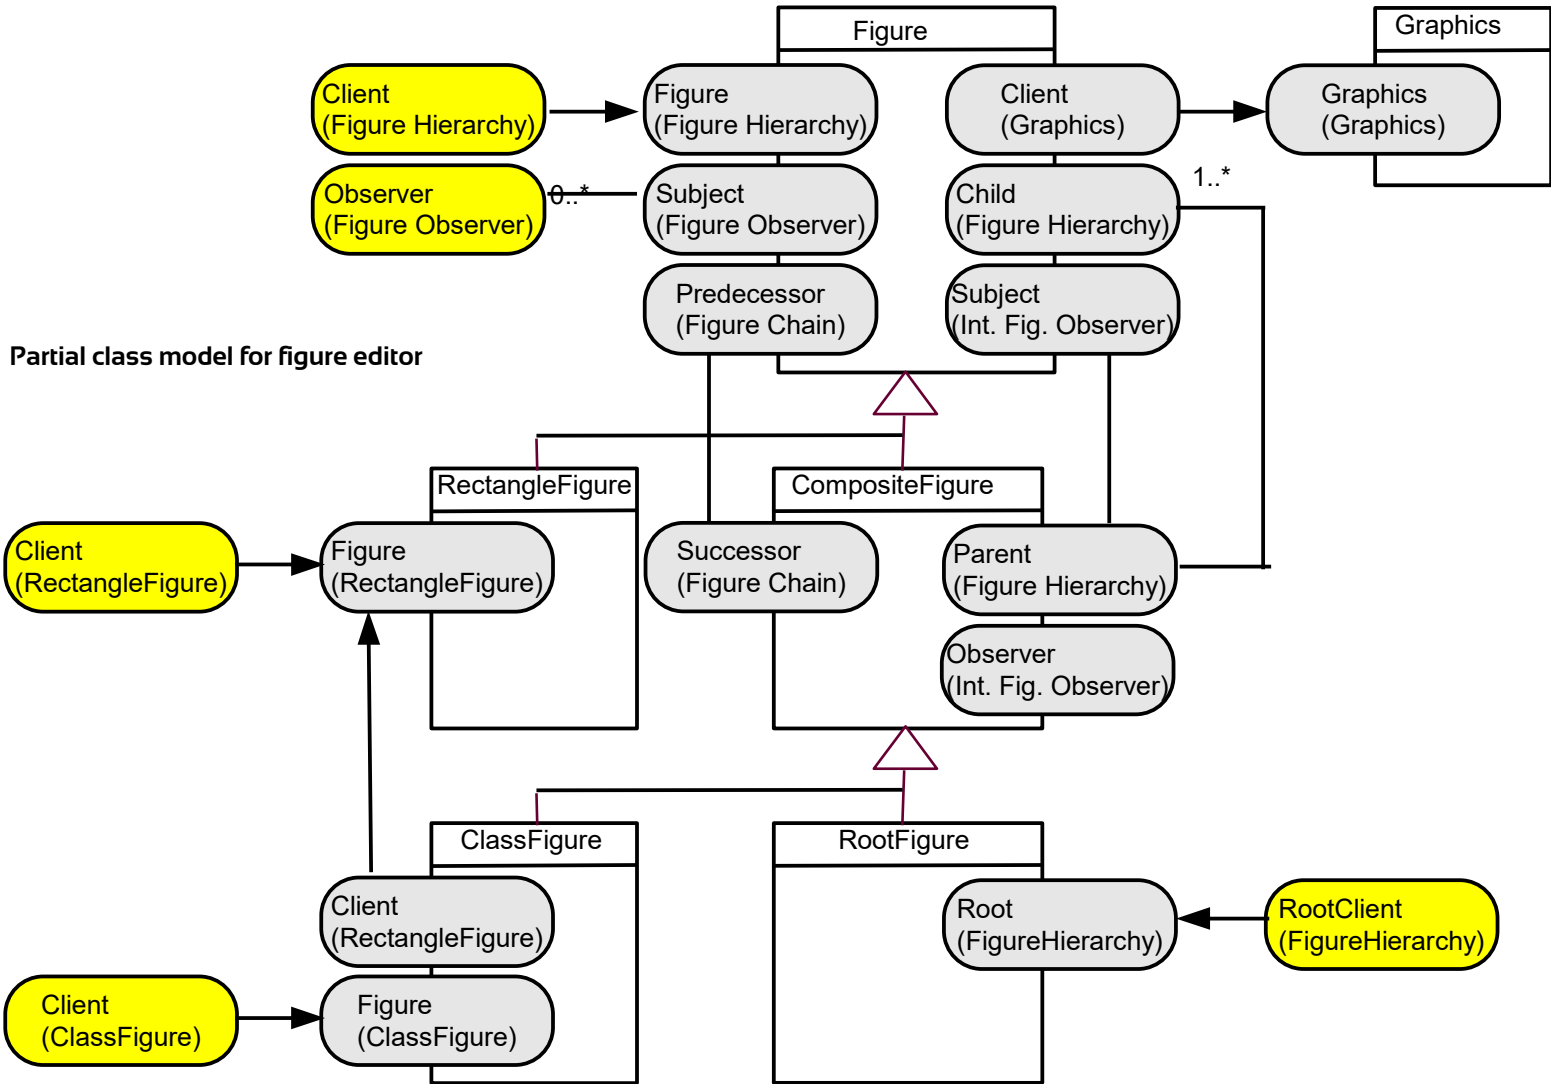 Figure
Graphics
Client
(Figure Hierarchy)
Figure
(Figure Hierarchy)
Client
(Graphics)
Graphics
(Graphics)
Observer
(Figure Observer)
0..*
Subject
(Figure Observer)
Child
(Figure Hierarchy)
1..*
Predecessor
(Figure Chain)
Subject
(Int. Fig. Observer)
Partial class model for figure editor
RectangleFigure
CompositeFigure
Client
(RectangleFigure)
Figure
(RectangleFigure)
Successor
(Figure Chain)
Parent
(Figure Hierarchy)
Observer
(Int. Fig. Observer)
ClassFigure
RootFigure
Client
(RectangleFigure)
Root
(FigureHierarchy)
RootClient
(FigureHierarchy)
Client
(ClassFigure)
Figure
(ClassFigure)